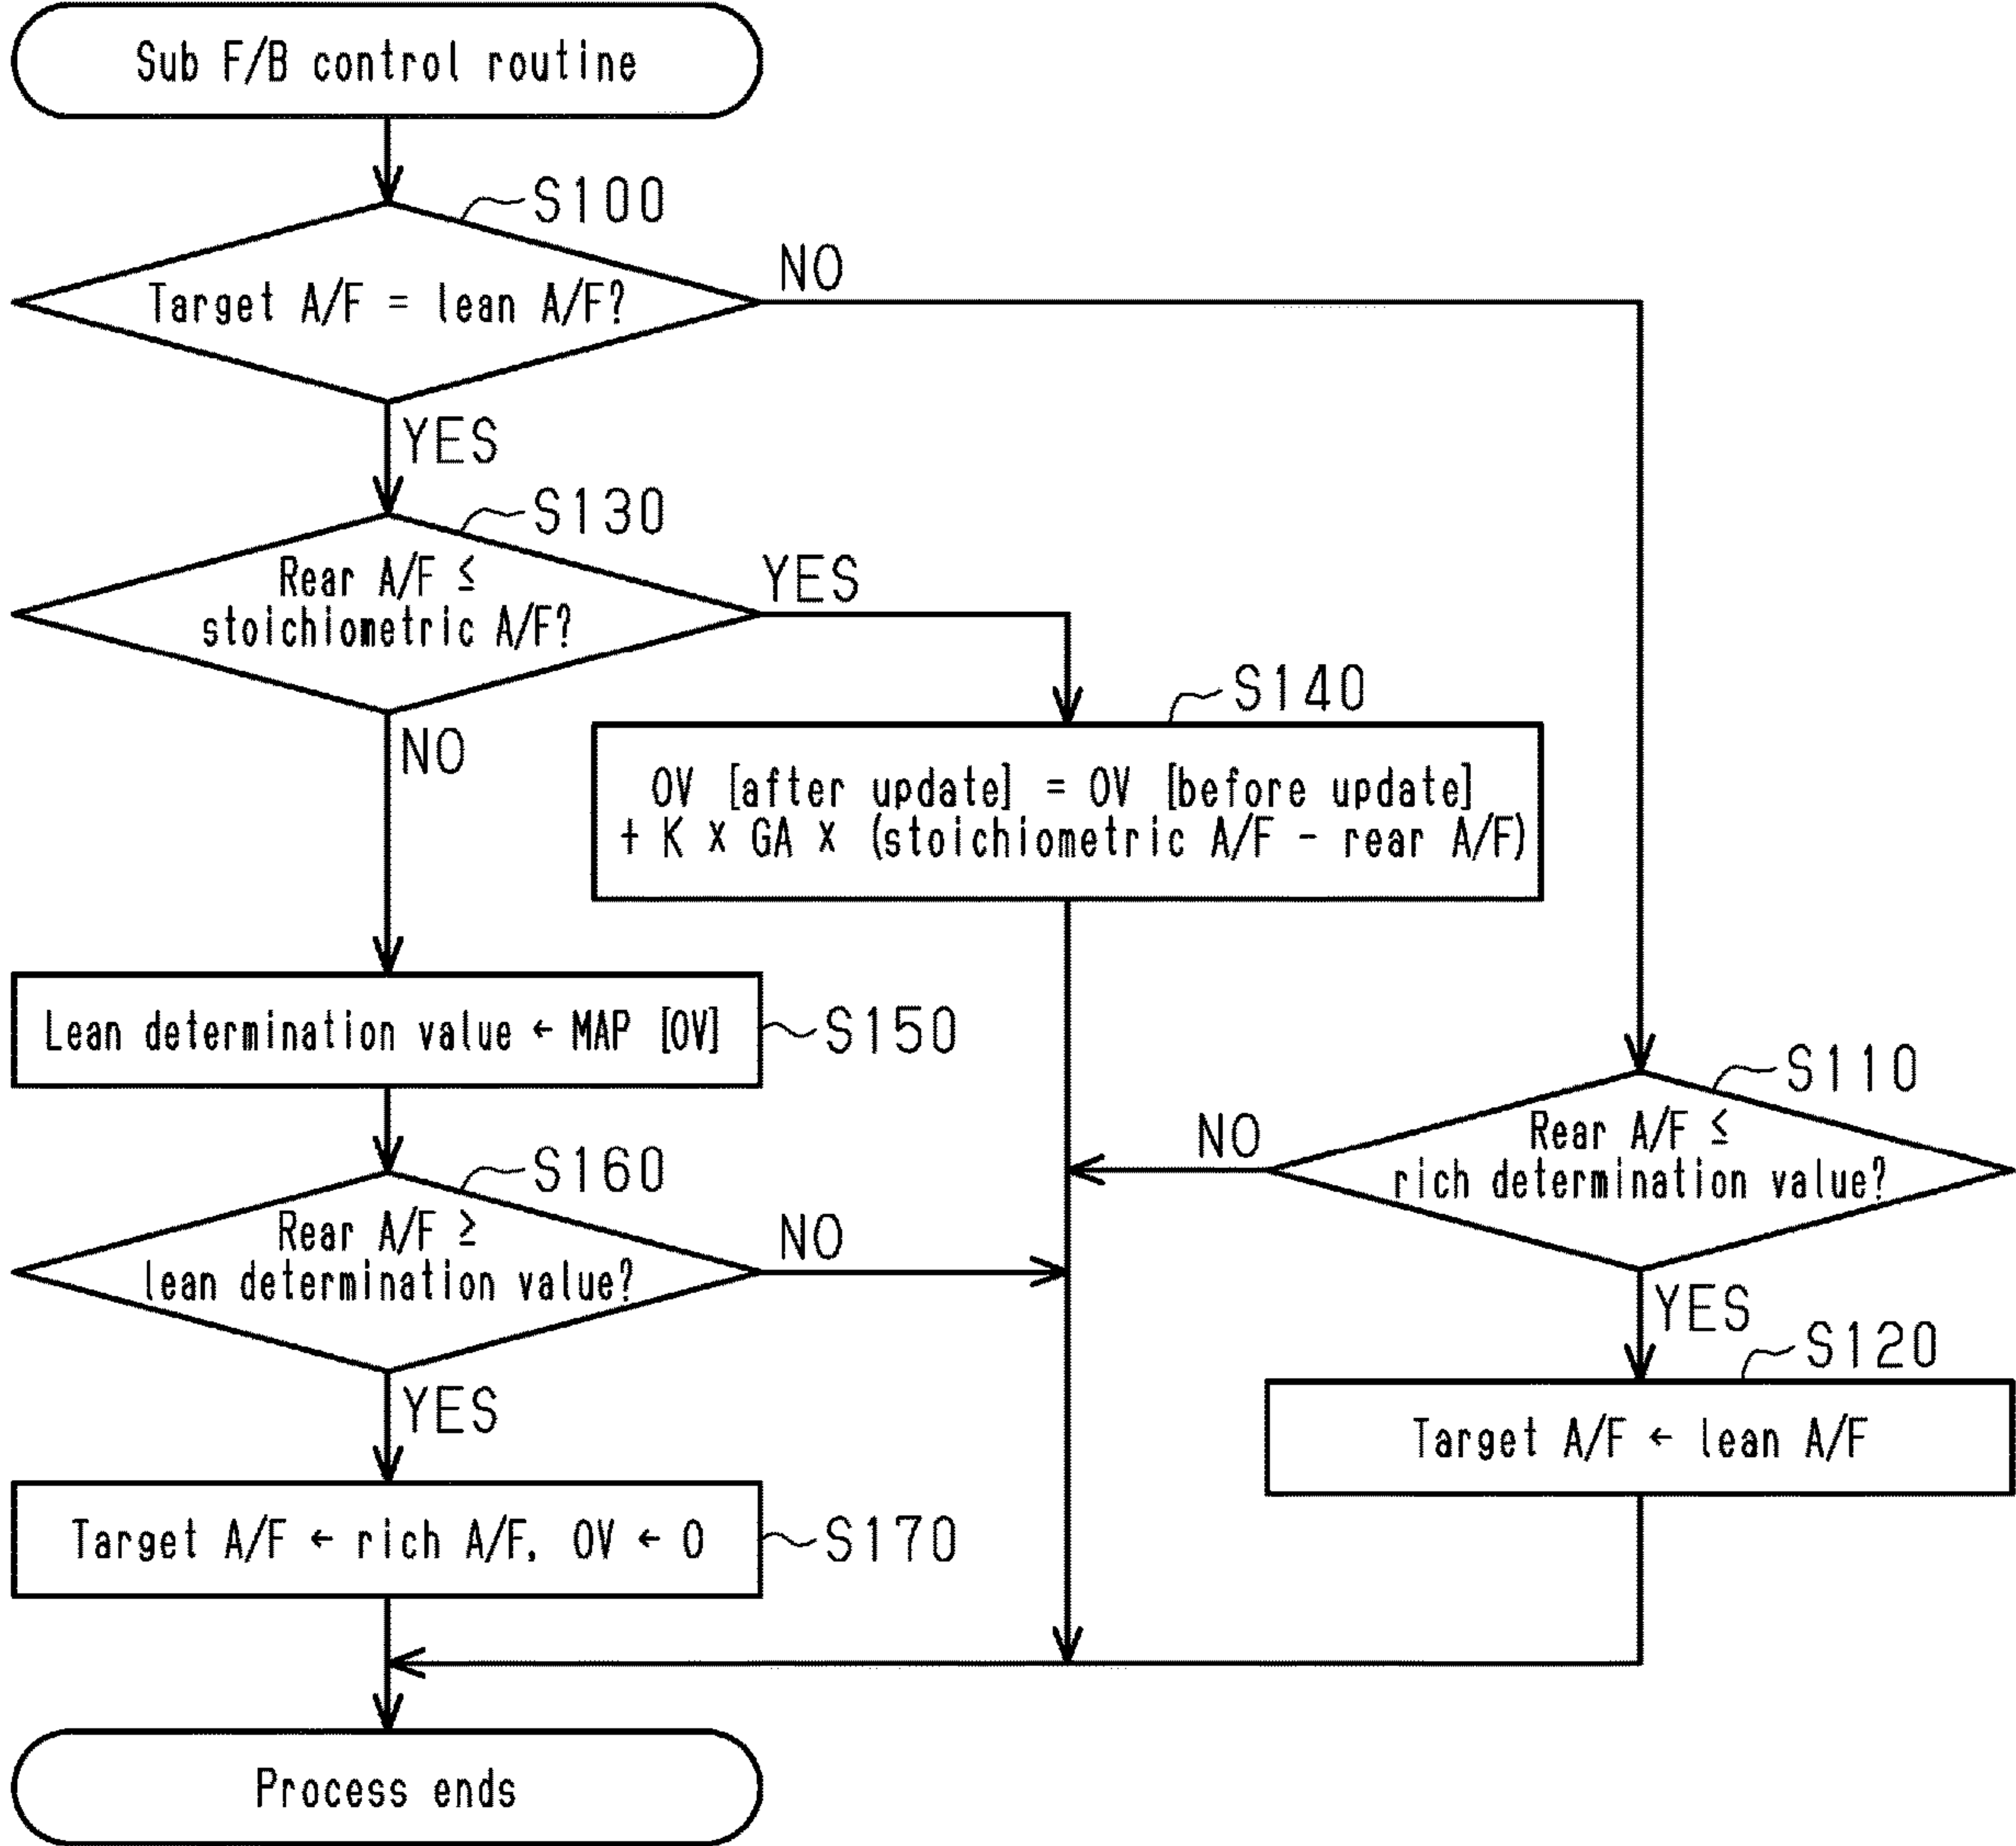 Sub F/B control routine
S100
Target A/F = lean A/F?
NO
YES
S130
Rear A/F ≤
stoichiometric A/F?
YES
NO
S140
OV [after update] = OV [before update]
+ K × GA × (stoichiometric A/F - rear A/F)
Lean determination value ← MAP [OV]
S150
S110
Rear A/F ≤
rich determination value?
NO
YES
S160
Rear A/F ≥
lean determination value?
NO
YES
S120
Target A/F ← lean A/F
Target A/F ← rich A/F, OV ← 0
S170
Process ends